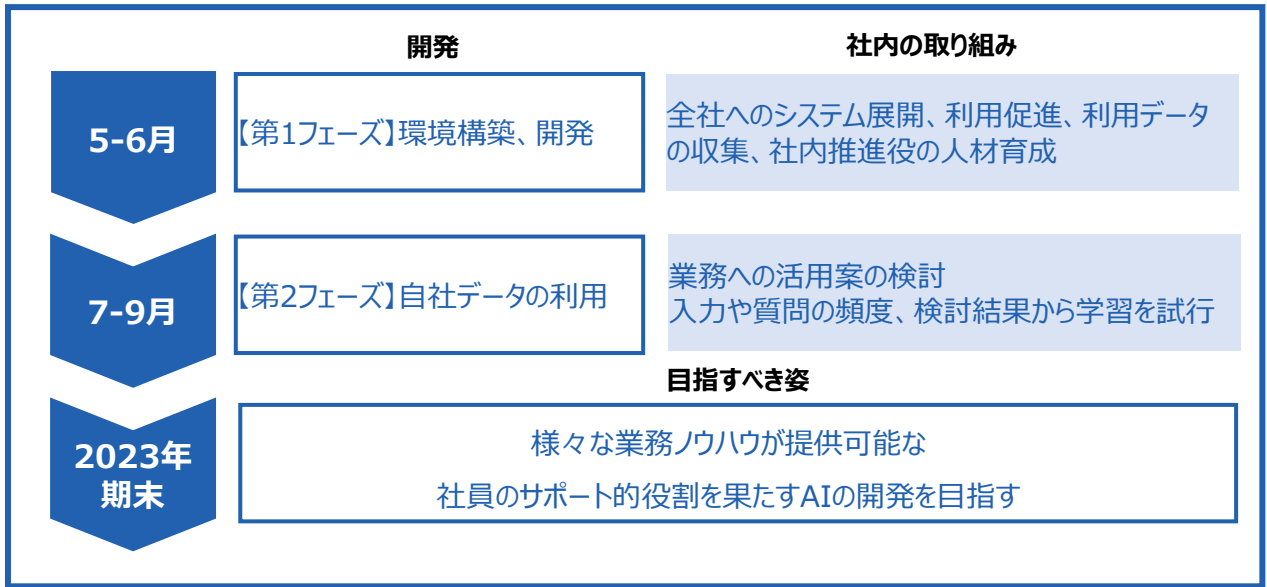 開発
社内の取り組み
5-6月
【第1フェーズ】環境構築、開発
全社へのシステム展開、利用促進、利用データ
の収集、社内推進役の人材育成
7-9月
【第2フェーズ】自社データの利用
業務への活用案の検討
入力や質問の頻度、検討結果から学習を試行
目指すべき姿
2023年
期末
様々な業務ノウハウが提供可能な
社員のサポート的役割を果たすAIの開発を目指す